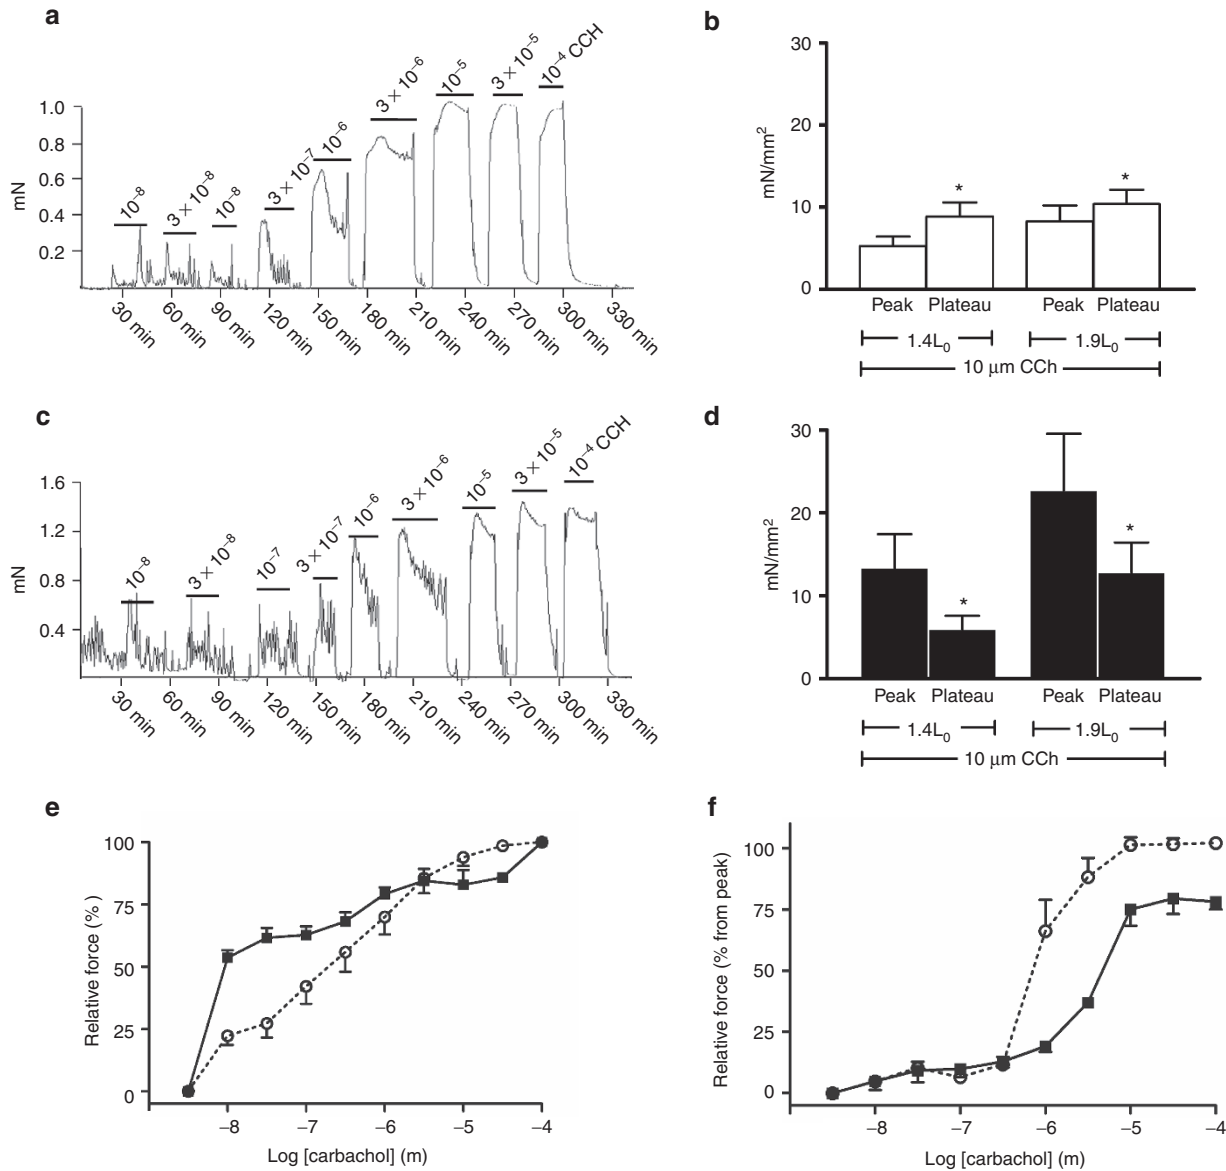 a
10⁻⁸
3 × 10⁻⁸
10⁻⁸
3 × 10⁻⁷
10⁻⁶
3 × 10⁻⁶
10⁻⁵
3 × 10⁻⁵
10⁻⁴ CCH
mN
1.0
0.8
0.6
0.4
0.2
30 min
60 min
90 min
120 min
150 min
180 min
210 min
240 min
270 min
300 min
330 min
b
mN/mm²
30
20
10
0
*
*
Peak Plateau Peak Plateau
1.4L₀ 1.9L₀
10 μm CCh
c
10⁻⁸
3 × 10⁻⁸
10⁻⁷
3 × 10⁻⁷
10⁻⁶
3 × 10⁻⁶
10⁻⁵
3 × 10⁻⁵
10⁻⁴ CCH
mN
1.6
1.2
0.8
0.4
30 min
60 min
90 min
120 min
150 min
180 min
210 min
240 min
270 min
300 min
330 min
d
mN/mm²
30
20
10
0
*
*
Peak Plateau Peak Plateau
1.4L₀ 1.9L₀
10 μm CCh
e
Relative force (%)
100
75
50
25
0
–8 –7 –6 –5 –4
Log [carbachol] (m)
f
Relative force (% from peak)
100
75
50
25
0
–8 –7 –6 –5 –4
Log [carbachol] (m)